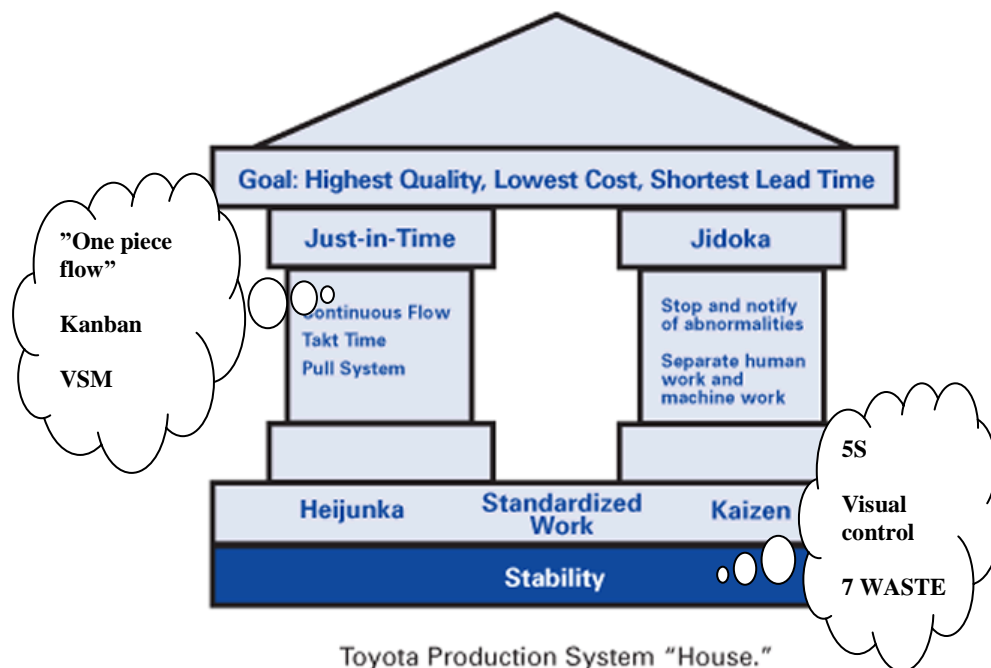 Goal: Highest Quality, Lowest Cost, Shortest Lead Time
”One piece
flow”
Kanban
VSM
Just-in-Time
Continuous Flow
Takt Time
Pull System
Jidoka
Stop and notify
of abnormalities
Separate human
work and
machine work
5S
Visual
control
7 WASTE
Heijunka
Standardized
Work
Kaizen
Stability
Toyota Production System “House.”